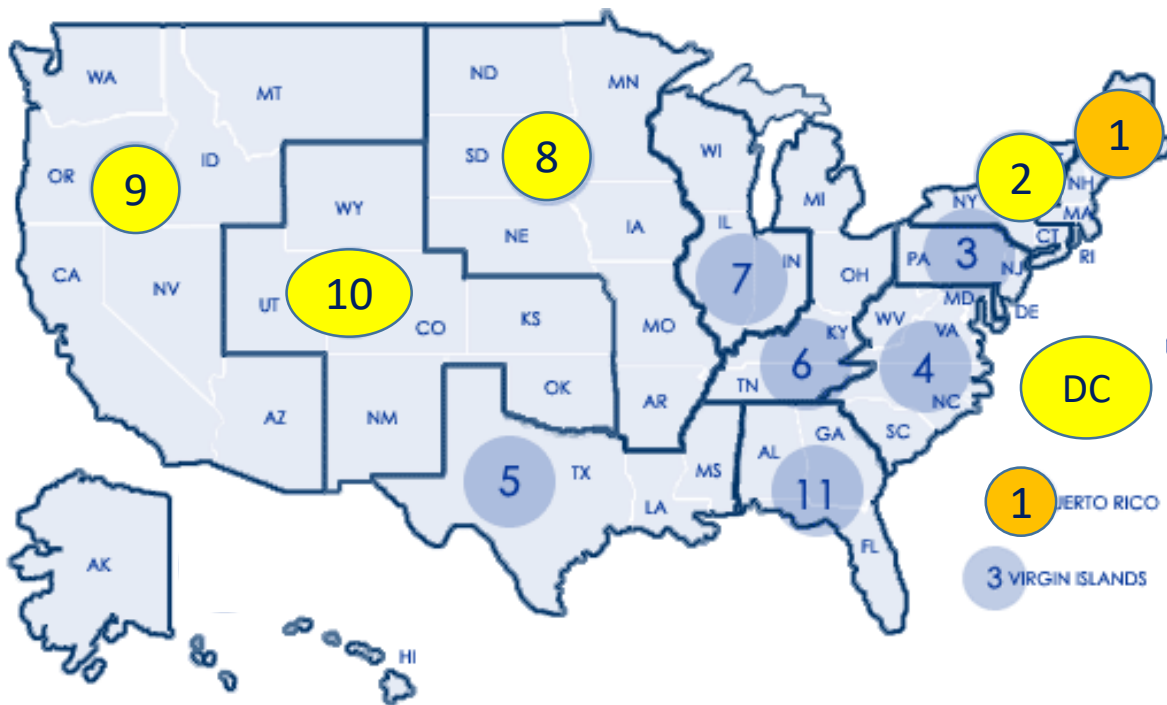 WA
MT
ND
MN
OR
ID
9
SD
8
WI
MI
1
2
NY
NH
MA
CT
RI
WY
NE
IA
IL
IN
7
OH
PA
3
NJ
CA
NV
UT
10
CO
KS
MO
KY
6
WV
MD
DE
VA
4
NC
DC
TN
AZ
NM
OK
AR
SC
5
TX
LA
MS
AL
GA
11
FL
1 UERTO RICO
3 VIRGIN ISLANDS
AK
HI